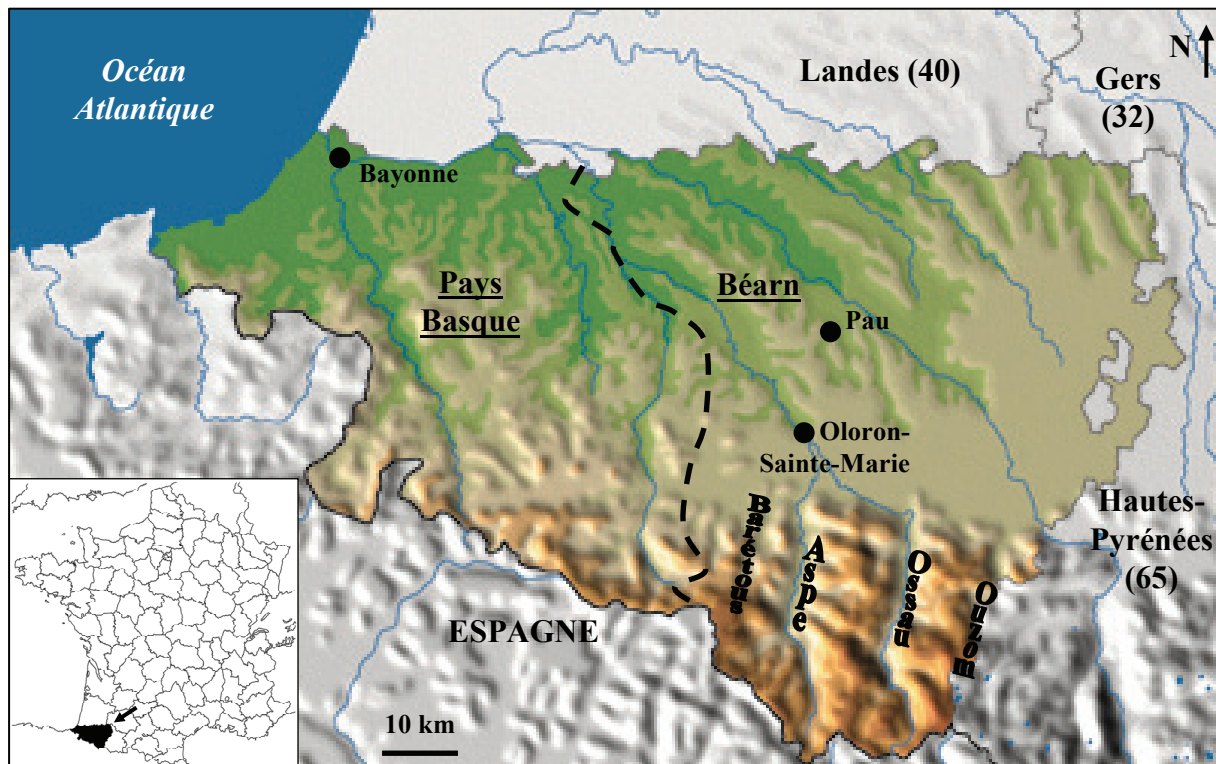 Océan
Atlantique
Landes (40)
Gers
(32)
N
Bayonne
Pays
Basque
Béarn
Pau
Oloron-
Sainte-Marie
Hautes-
Pyrénées
(65)
Barétous
Aspe
Ossau
Ouzom
ESPAGNE
10 km